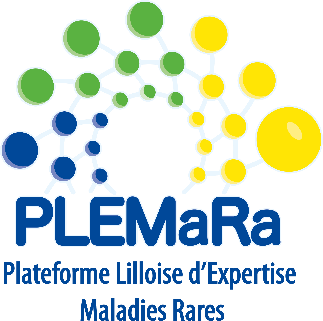 PLEMaRa
Plateforme Lilloise d'Expertise
Maladies Rares